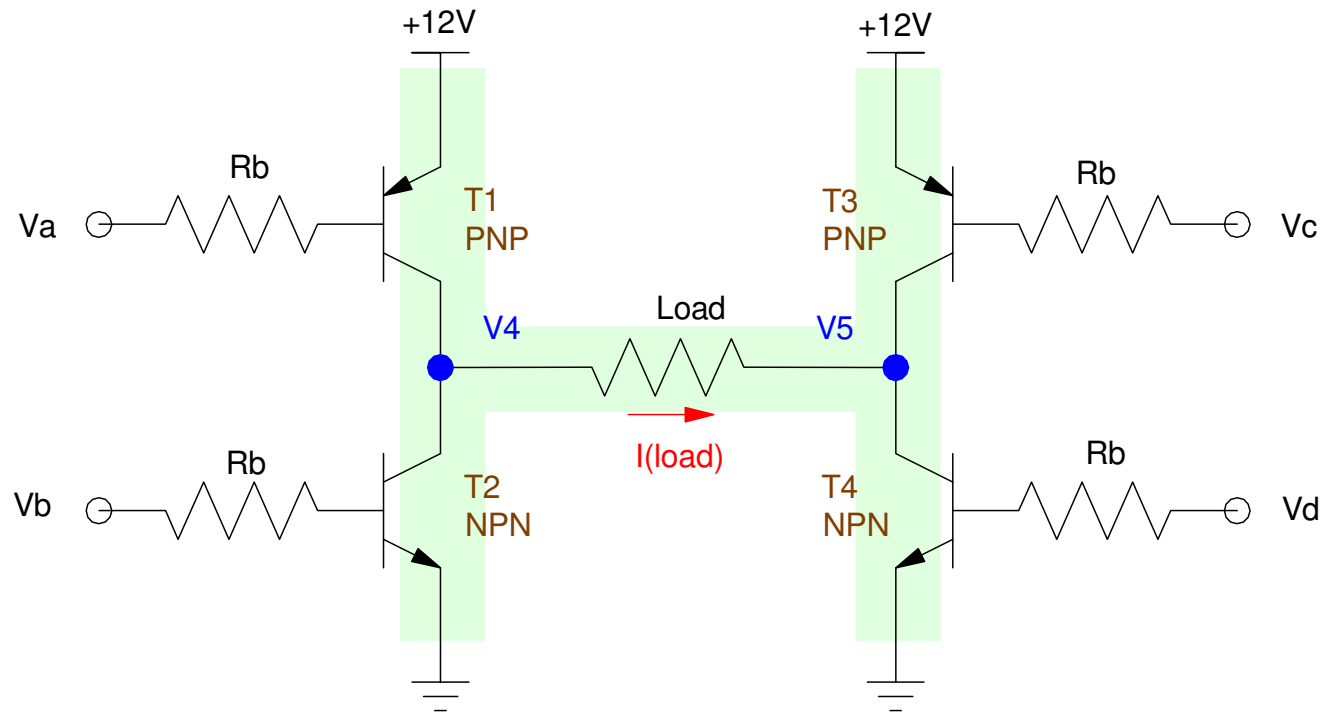 +12V
+12V
Rb
Rb
Va
T1
PNP
T3
PNP
Vc
Load
V4
V5
I(load)
Rb
Rb
Vb
T2
NPN
T4
NPN
Vd